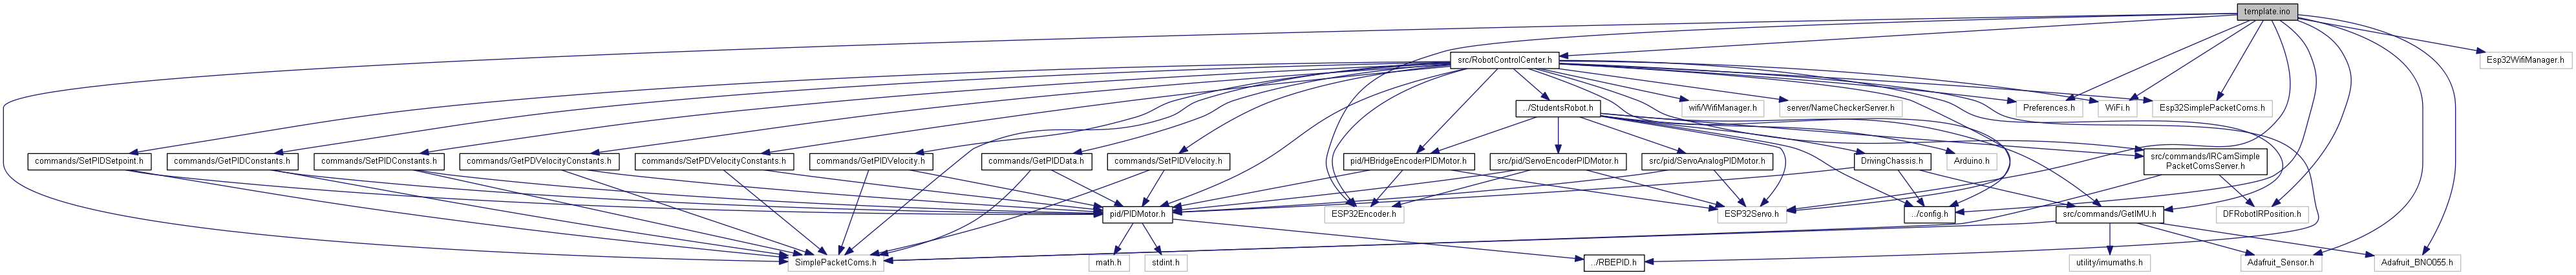 template.ino
Esp32WifiManager.h
src/RobotControlCenter.h
../StudentsRobot.h
wifi/WifiManager.h
server/NameCheckerServer.h
Preferences.h
WiFi.h
Esp32SimplePacketComs.h
commands/SetPIDSetpoint.h
commands/GetPIDConstants.h
commands/SetPIDConstants.h
commands/GetPIDVelocityConstants.h
commands/SetPDVelocityConstants.h
commands/GetPIDVelocity.h
commands/GetPIDData.h
commands/SetPIDVelocity.h
pid/HBridgeEncoderPIDMotor.h
src/pid/ServoEncoderPIDMotor.h
src/pid/ServoAnalogPIDMotor.h
DrivingChassis.h
Arduino.h
src/commands/IRCamSimple
PacketComsServer.h
pid/PIDMotor.h
ESP32Encoder.h
ESP32Servo.h
../config.h
src/commands/GetIMU.h
DFRobotIRPosition.h
SimplePacketComs.h
math.h
stdint.h
../RBEPID.h
utility/imumaths.h
Adafruit_Sensor.h
Adafruit_BNO055.h